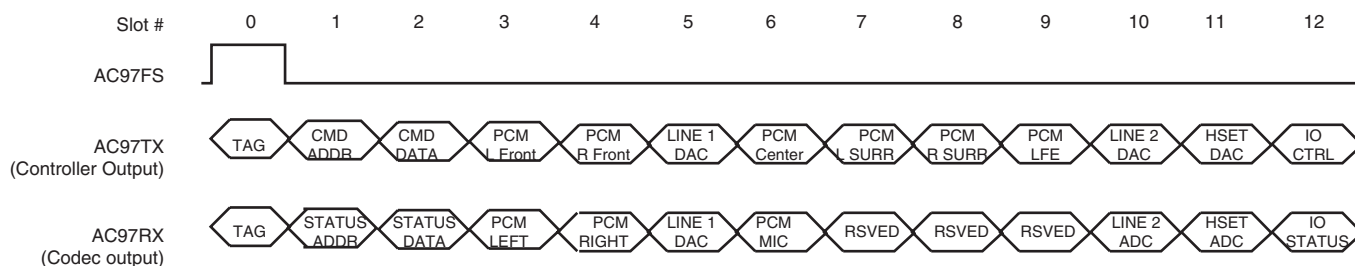 Slot # 0 1 2 3 4 5 6 7 8 9 10 11 12
AC97FS
AC97TX
(Controller Output)
TAG
CMD
ADDR
CMD
DATA
PCM
L Front
PCM
R Front
LINE 1
DAC
PCM
Center
PCM
L SURR
PCM
R SURR
PCM
LFE
LINE 2
DAC
HSET
DAC
IO
CTRL
AC97RX
(Codec output)
TAG
STATUS
ADDR
STATUS
DATA
PCM
LEFT
PCM
RIGHT
LINE 1
DAC
PCM
MIC
RSVED
RSVED
RSVED
LINE 2
ADC
HSET
ADC
IO
STATUS